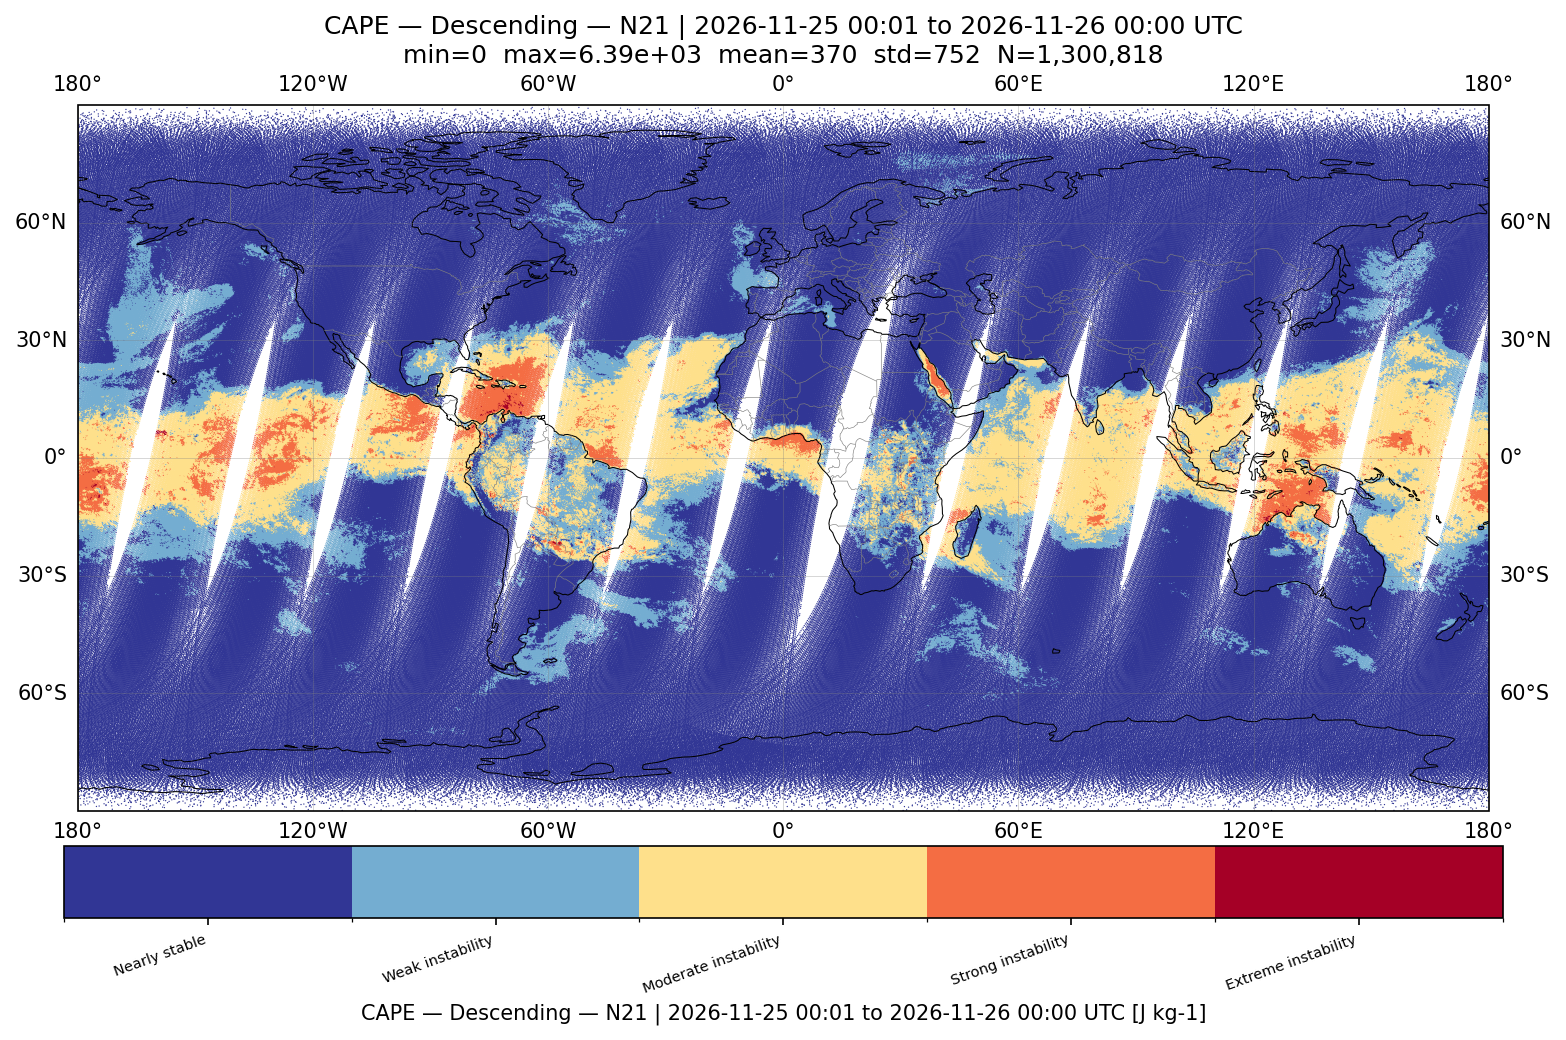 CAPE — Descending — N21 | 2026-11-25 00:01 to 2026-11-26 00:00 UTC
min=0 max=6.39e+03 mean=370 std=752 N=1,300,818
180° 120°W 60°W 0° 60°E 120°E 180°
60°N 60°N
30°N 30°N
0° 0°
30°S 30°S
60°S 60°S
180° 120°W 60°W 0° 60°E 120°E 180°
Nearly stable Weak instability Moderate instability Strong instability Extreme instability
CAPE — Descending — N21 | 2026-11-25 00:01 to 2026-11-26 00:00 UTC [J kg-1]